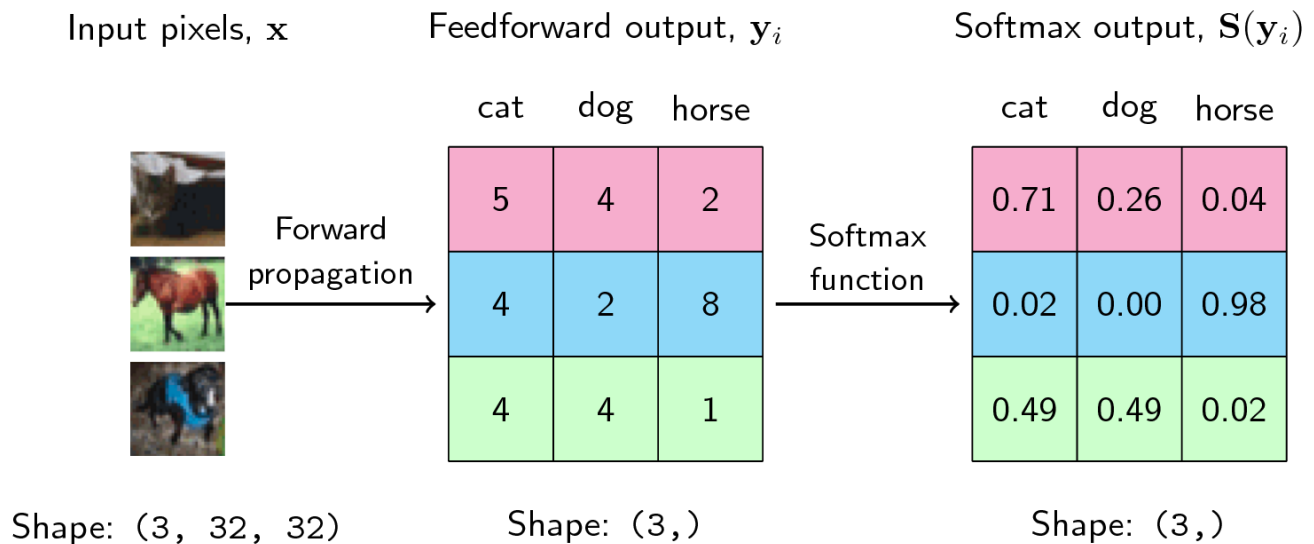 Input pixels, x
Feedforward output, yᵢ
Softmax output, S(yᵢ)
cat dog horse
cat dog horse
Forward
propagation
5 4 2
4 2 8
4 4 1
Softmax
function
0.71 0.26 0.04
0.02 0.00 0.98
0.49 0.49 0.02
Shape: (3, 32, 32)
Shape: (3,)
Shape: (3,)